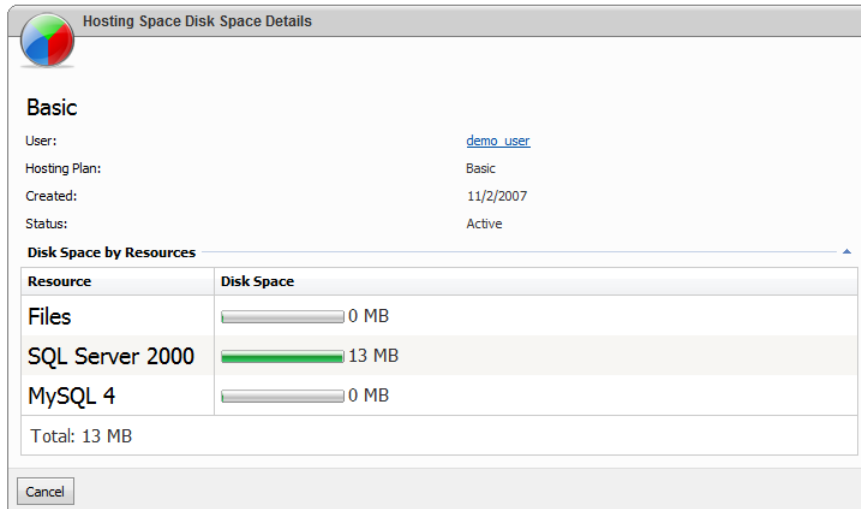 Hosting Space Disk Space Details
Basic
User: demo_user
Hosting Plan: Basic
Created: 11/2/2007
Status: Active
Disk Space by Resources
Resource Disk Space
Files 0 MB
SQL Server 2000 13 MB
MySQL 4 0 MB
Total: 13 MB
Cancel